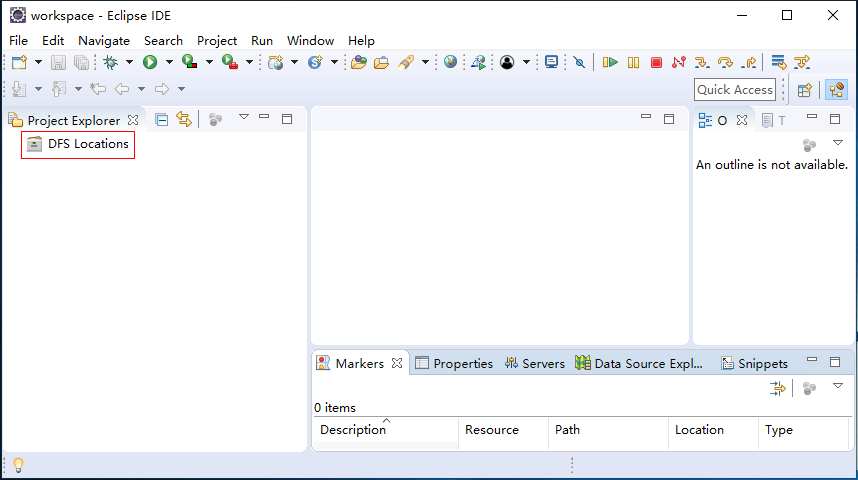 workspace - Eclipse IDE
File Edit Navigate Search Project Run Window Help
Quick Access
Project Explorer
DFS Locations
O T
An outline is not available.
Markers Properties Servers Data Source Expl... Snippets
0 items
Description Resource Path Location Type